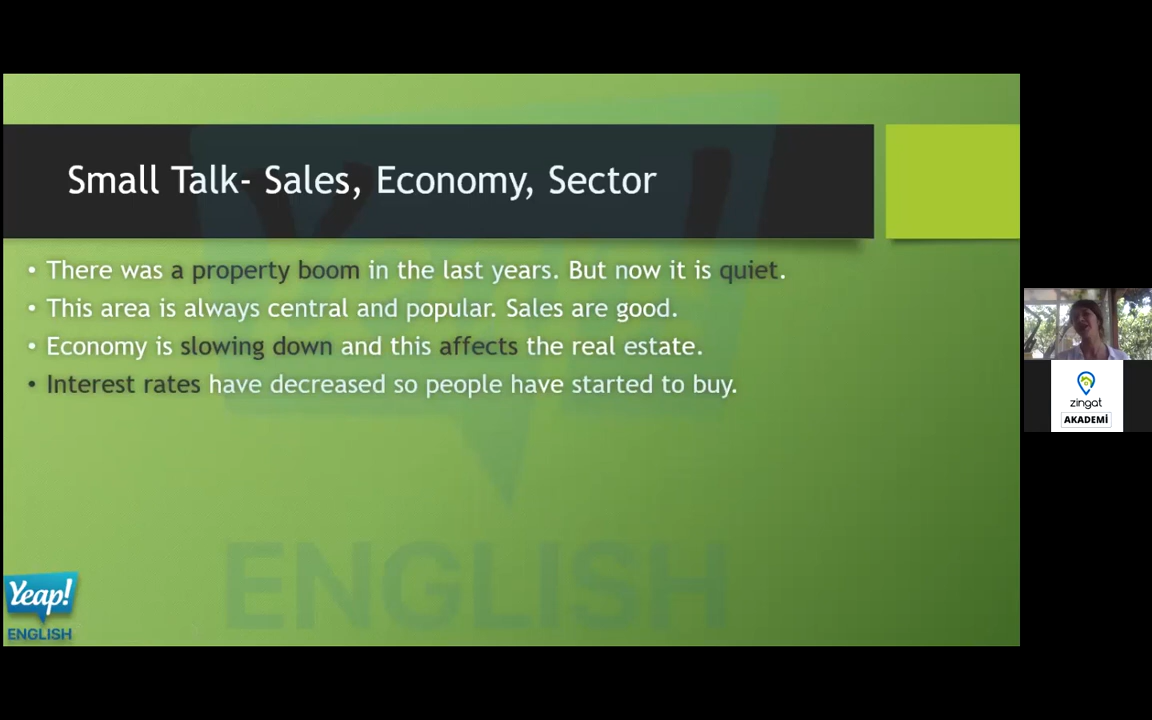 Small Talk- Sales, Economy, Sector
• There was a property boom in the last years. But now it is quiet.
• This area is always central and popular. Sales are good.
• Economy is slowing down and this affects the real estate.
• Interest rates have decreased so people have started to buy.
ENGLISH
Yeap!
ENGLISH
zingat
AKADEMİ